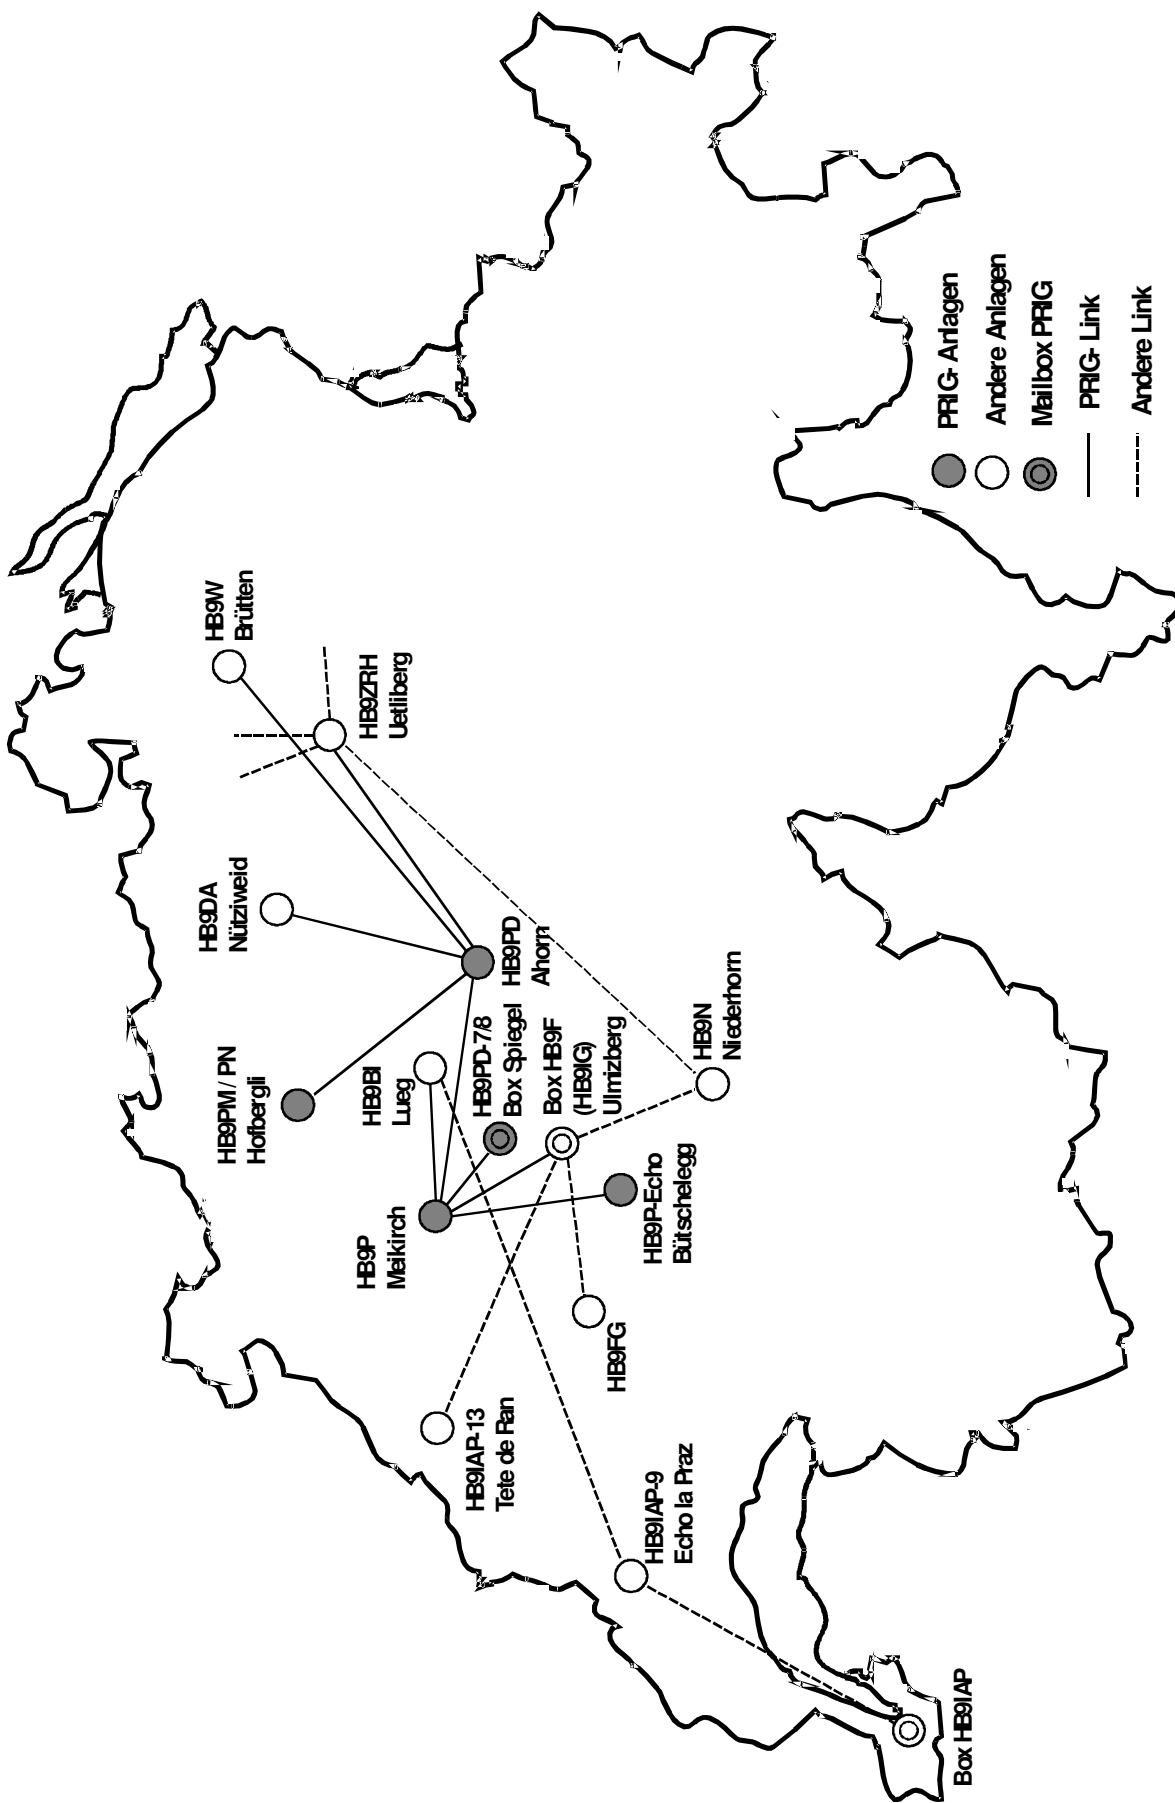 HB9W
Brütten
HB9ZRH
Uetliberg
HB9DA
Nütziweid
HB9PD
Ahorn
HB9PM / PN
Hofbergli
HB9BI
Lueg
HB9PD-7/8
Box Spiegel
Box HB9F
(HB9IG)
Ulmizberg
HB9N
Niederhorn
HB9P
Meikirch
HB9P-Echo
Bütschelegg
HB9FG
HB9IAP-13
Tete de Ran
HB9IAP-9
Echo la Praz
Box HB9IAP
PRIG- Anlagen
Andere Anlagen
Mailbox PRIG
PRIG- Link
Andere Link